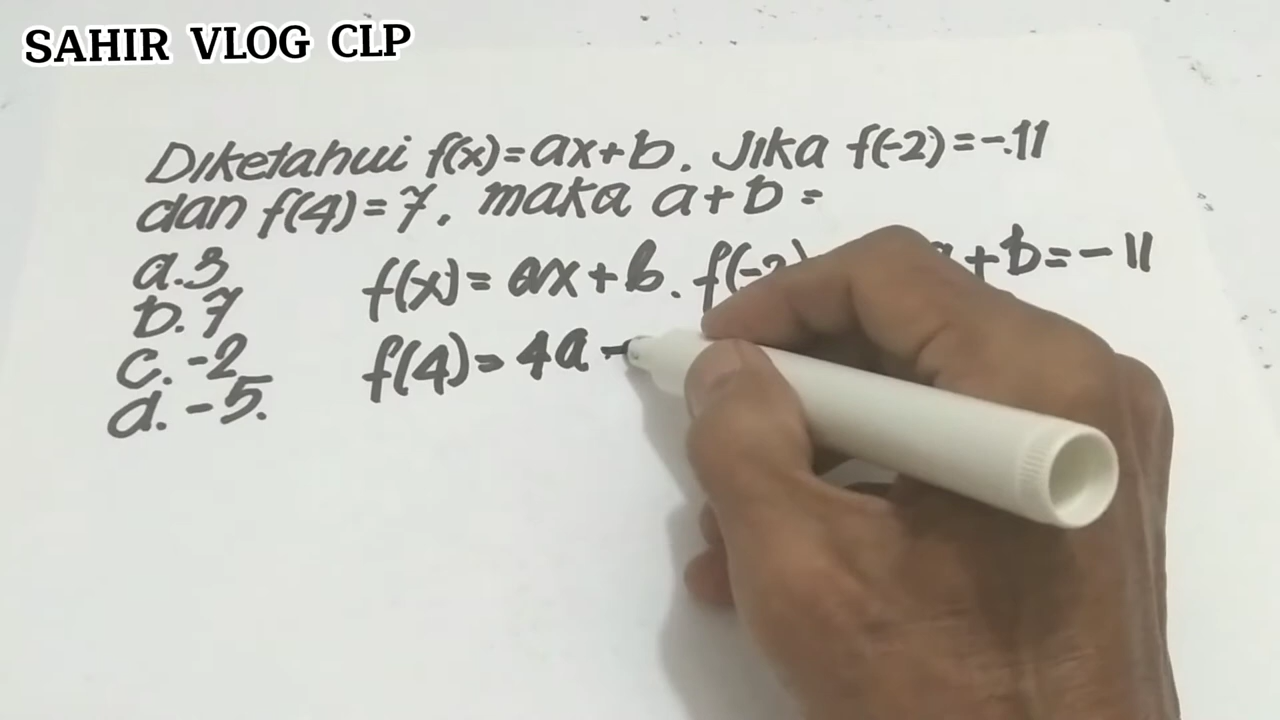 SAHIR VLOG CLP
Diketahui f(x)=ax+b. Jika f(-2)=-11
dan f(4)=7, maka a+b=
a. 3
b. 7
c. -2
d. -5.
f(x)=ax+b. f(-2) +b=-11
f(4)=4a